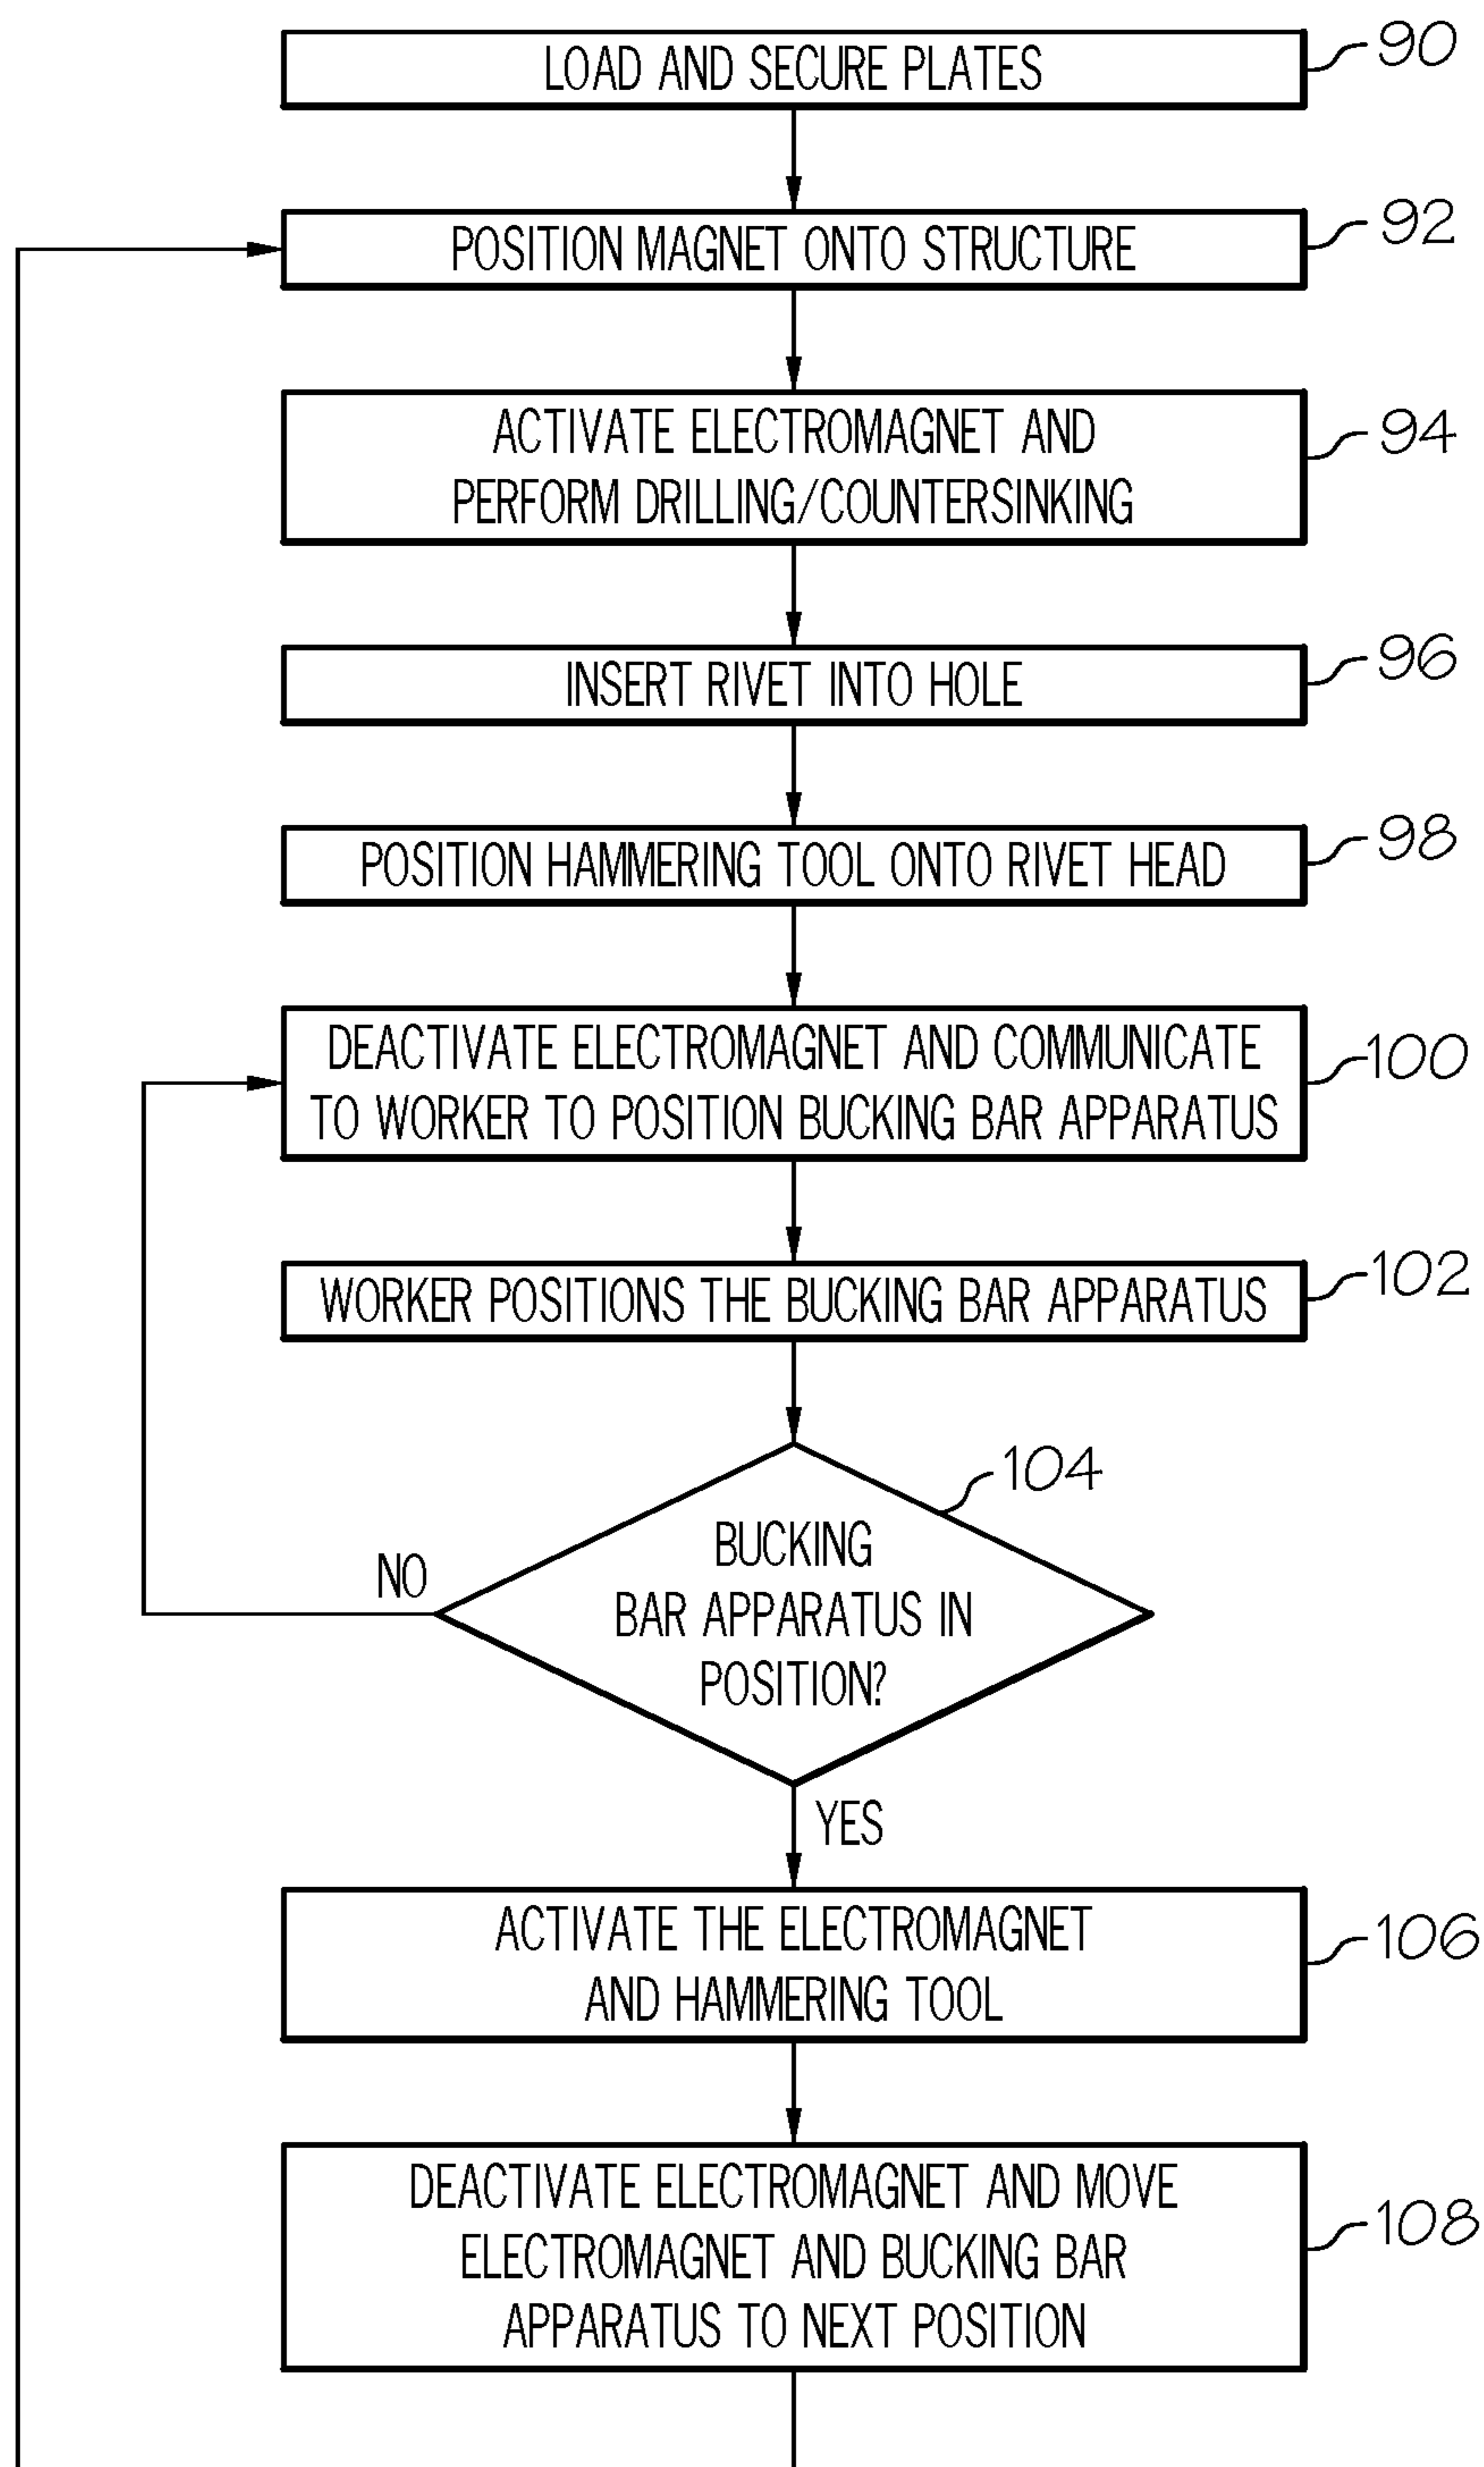 LOAD AND SECURE PLATES
90
POSITION MAGNET ONTO STRUCTURE
92
ACTIVATE ELECTROMAGNET AND
PERFORM DRILLING/COUNTERSINKING
94
INSERT RIVET INTO HOLE
96
POSITION HAMMERING TOOL ONTO RIVET HEAD
98
DEACTIVATE ELECTROMAGNET AND COMMUNICATE
TO WORKER TO POSITION BUCKING BAR APPARATUS
100
WORKER POSITIONS THE BUCKING BAR APPARATUS
102
104
BUCKING
BAR APPARATUS IN
POSITION?
NO
YES
ACTIVATE THE ELECTROMAGNET
AND HAMMERING TOOL
106
DEACTIVATE ELECTROMAGNET AND MOVE
ELECTROMAGNET AND BUCKING BAR
APPARATUS TO NEXT POSITION
108